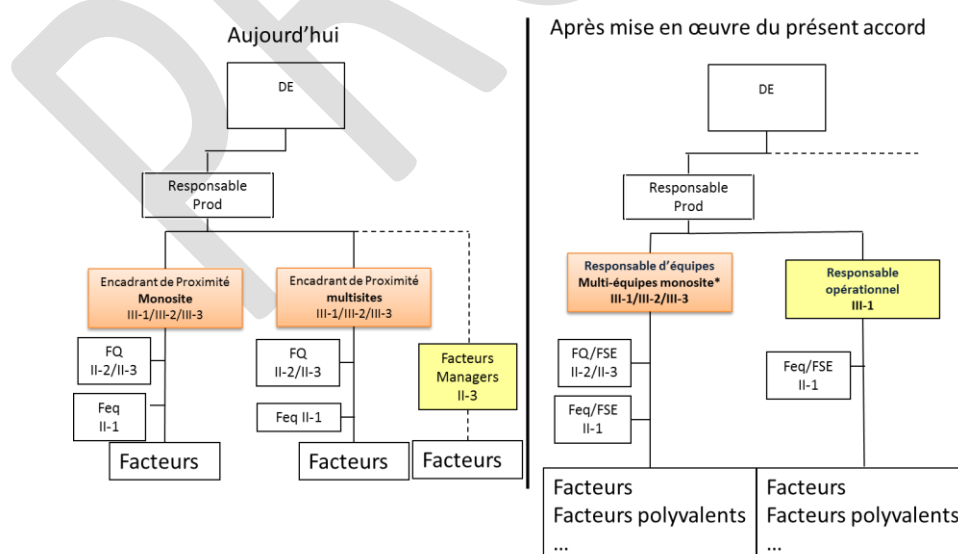 Aujourd'hui
DE
Responsable
Prod
Encadrant de Proximité
Monosite
III-1/III-2/III-3
Encadrant de Proximité
multisites
III-1/III-2/III-3
FQ
II-2/II-3
Feq
II-1
FQ
II-2/II-3
Feq II-1
Facteurs
Managers
II-3
Facteurs
Facteurs
Facteurs
Après mise en œuvre du présent accord
DE
Responsable
Prod
Responsable d'équipes
Multi-équipes monosite*
III-1/III-2/III-3
Responsable
opérationnel
III-1
FQ/FSE
II-2/II-3
Feq/FSE
II-1
Feq/FSE
II-1
Facteurs
Facteurs polyvalents
...
Facteurs
Facteurs polyvalents
...